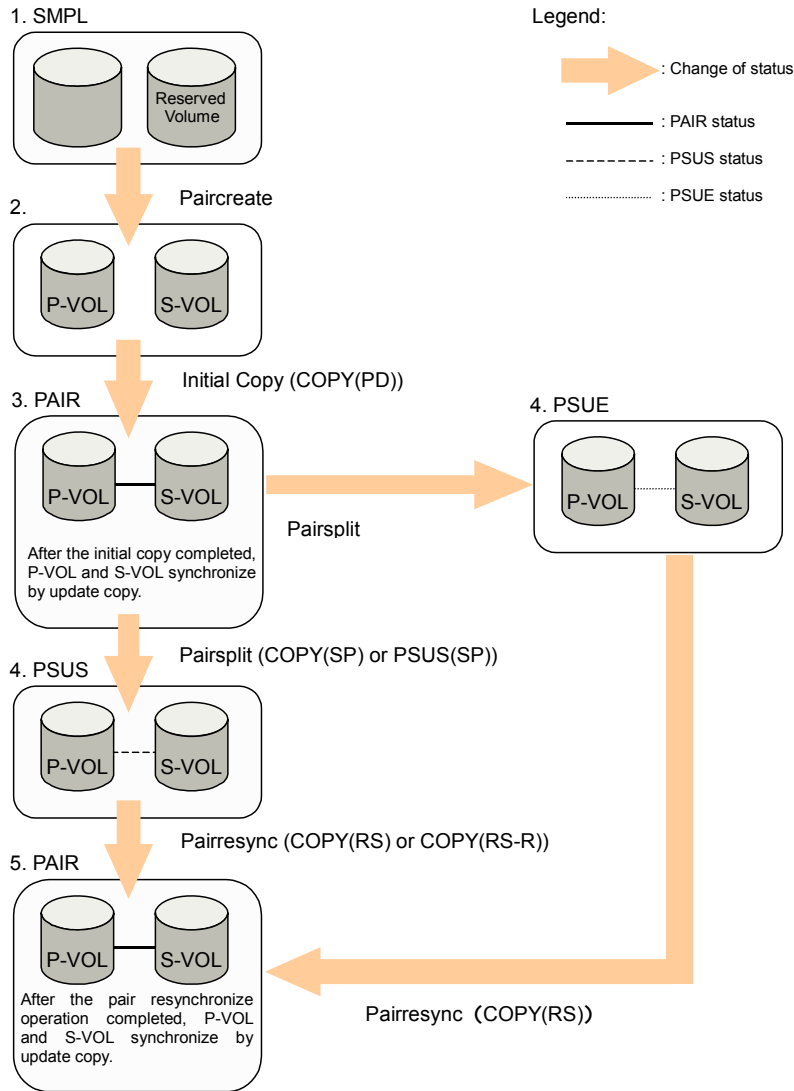 1. SMPL
Reserved
Volume
Paircreate
2.
P-VOL
S-VOL
Initial Copy (COPY(PD))
3. PAIR
P-VOL
S-VOL
After the initial copy completed,
P-VOL and S-VOL synchronize
by update copy.
Pairsplit
4. PSUE
P-VOL
S-VOL
Pairsplit (COPY(SP) or PSUS(SP))
4. PSUS
P-VOL
S-VOL
Pairresync (COPY(RS) or COPY(RS-R))
5. PAIR
P-VOL
S-VOL
After the pair resynchronize
operation completed, P-VOL
and S-VOL synchronize by
update copy.
Pairresync（COPY(RS)）
Legend:
: Change of status
: PAIR status
: PSUS status
: PSUE status